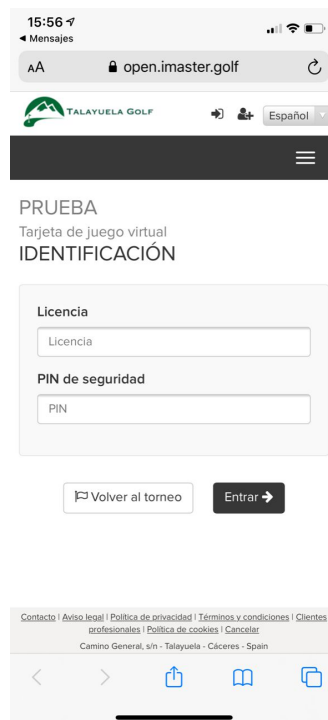 15:56
◀ Mensajes
AA open.imaster.golf
TALAYUELA GOLF
Español
PRUEBA
Tarjeta de juego virtual
IDENTIFICACIÓN
Licencia
Licencia
PIN de seguridad
PIN
Volver al torneo
Entrar
Contacto | Aviso legal | Política de privacidad | Términos y condiciones | Clientes
profesionales | Política de cookies | Cancelar
Camino General, s/n - Talayuela - Cáceres - Spain